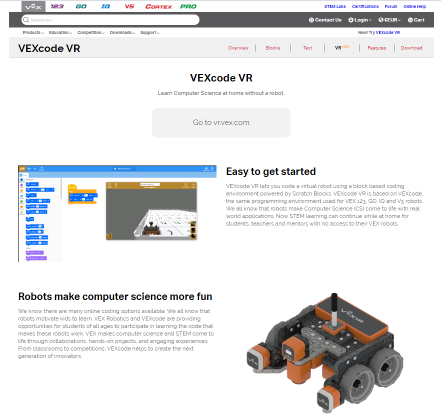 VEX 123 GO IQ V5 CORTEX PRO
STEM Labs Certifications Forum Online Help
Contact Us Login €EUR Cart
Products Education Competition Downloads Support
New! Try VEXcode VR
VEXcode VR
Overview Blocks Text VR Features Download
VEXcode VR
Learn Computer Science at home without a robot.
Go to vr.vex.com
Easy to get started
VEXcode VR lets you code a virtual robot using a block based coding
environment powered by Scratch Blocks. VEXcode VR is based on VEXcode,
the same programming environment used for VEX 123, GO, IQ and V5 robots.
We all know that robots make Computer Science (CS) come to life with real
world applications. Now STEM learning can continue while at home for
students, teachers and mentors with no access to their VEX robots.
Robots make computer science more fun
We know there are many online coding options available. We all know that
robots motivate kids to learn. VEX Robotics and VEXcode are providing
opportunities for students of all ages to participate in learning the code that
makes these robots work. VEX makes computer science and STEM come to
life through collaborations, hands-on projects, and engaging experiences.
From classrooms to competitions, VEXcode helps to create the next
generation of innovators.